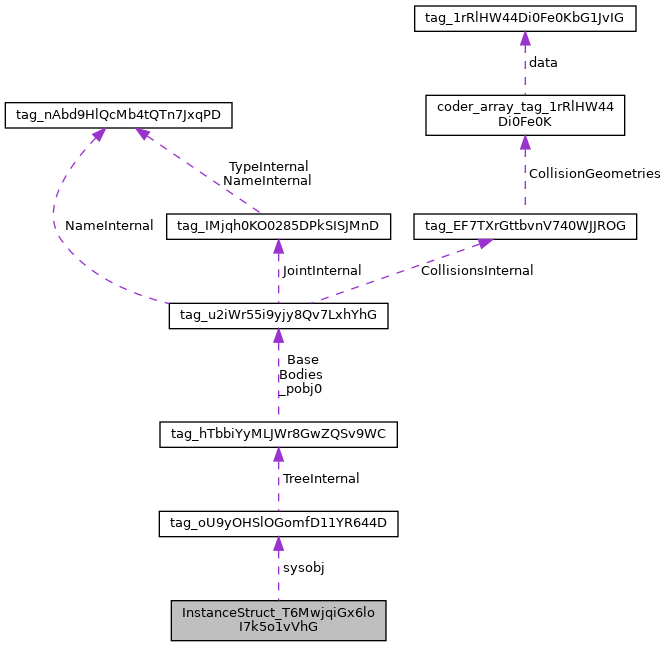 tag_1rRlHW44Di0Fe0KbG1JvIG
data
tag_nAbd9HlQcMb4tQTn7JxqPD
coder_array_tag_1rRlHW44
Di0Fe0K
TypeInternal
NameInternal
CollisionGeometries
NameInternal
tag_IMjqh0KO0285DPkSISJMnD
tag_EF7TXrGttbvnV740WJJROG
JointInternal
CollisionsInternal
tag_u2iWr55i9yjy8Qv7LxhYhG
Base
Bodies
_pobj0
tag_hTbbiYyMLJWr8GwZQSv9WC
TreeInternal
tag_oU9yOHSlOGomfD11YR644D
sysobj
InstanceStruct_T6MwjqiGx6lo
I7k5o1vVhG